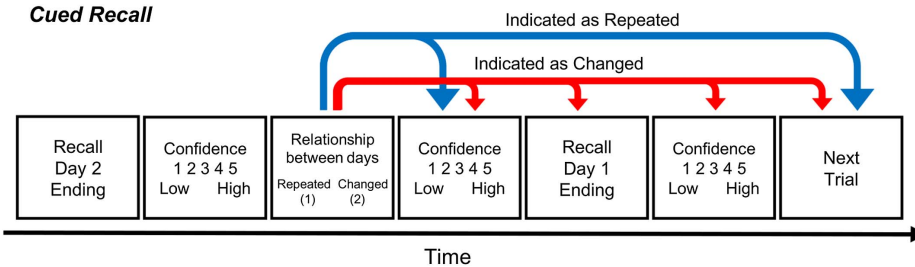 Cued Recall
Indicated as Repeated
Indicated as Changed
Recall
Day 2
Ending
Confidence
1 2 3 4 5
Low High
Relationship
between days
Repeated Changed
(1) (2)
Confidence
1 2 3 4 5
Low High
Recall
Day 1
Ending
Confidence
1 2 3 4 5
Low High
Next
Trial
Time